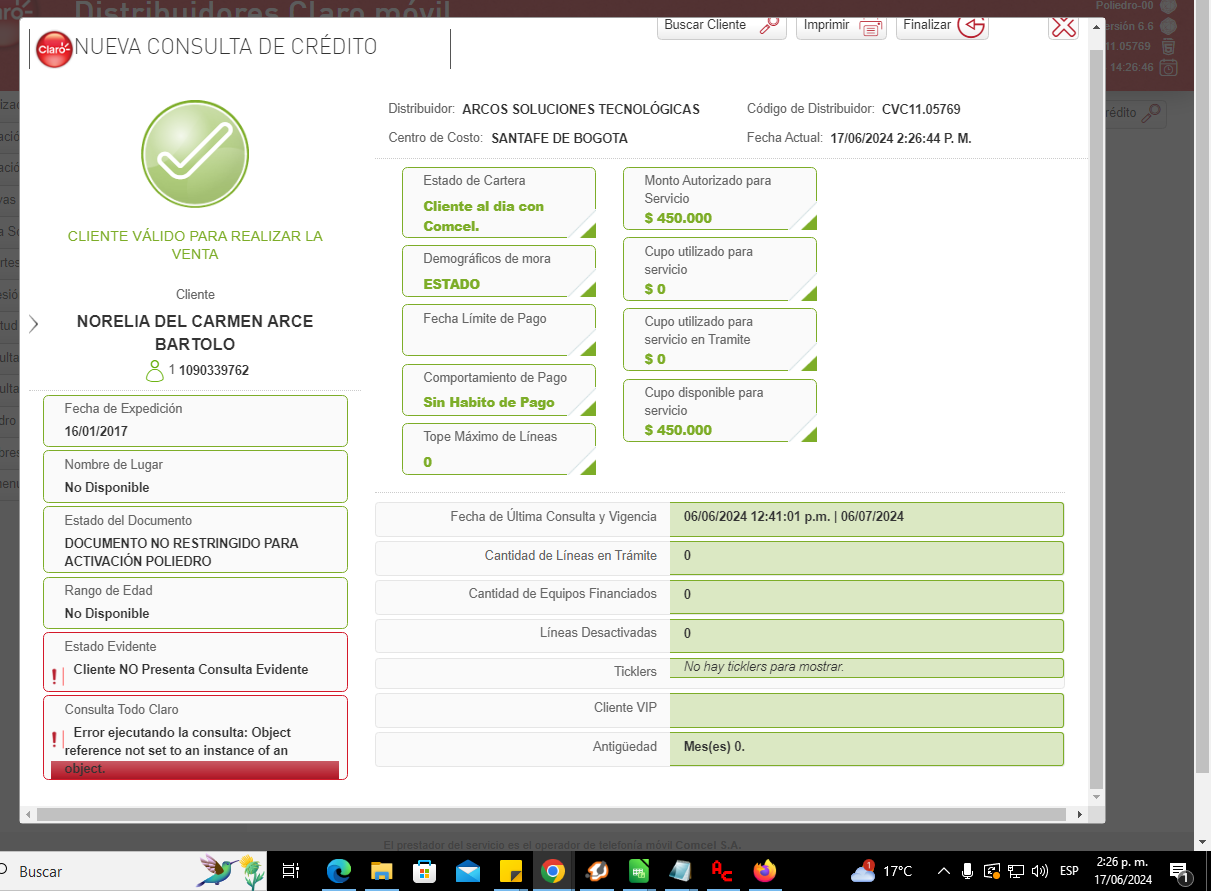 Distribuidores Claro móvil
Poliedro-00
ersión 6.6
11.05769
14:26:46
Buscar Cliente
Imprimir
Finalizar
Claro
NUEVA CONSULTA DE CRÉDITO
Distribuidor: ARCOS SOLUCIONES TECNOLÓGICAS
Código de Distribuidor: CVC11.05769
Centro de Costo: SANTAFE DE BOGOTA
Fecha Actual: 17/06/2024 2:26:44 P. M.
rédito
CLIENTE VÁLIDO PARA REALIZAR LA
VENTA
Cliente
NORELIA DEL CARMEN ARCE
BARTOLO
1 1090339762
Fecha de Expedición
16/01/2017
Nombre de Lugar
No Disponible
Estado del Documento
DOCUMENTO NO RESTRINGIDO PARA
ACTIVACIÓN POLIEDRO
Rango de Edad
No Disponible
Estado Evidente
! Cliente NO Presenta Consulta Evidente
Consulta Todo Claro
! Error ejecutando la consulta: Object
reference not set to an instance of an
object.
Estado de Cartera
Cliente al dia con
Comcel.
Demográficos de mora
ESTADO
Fecha Límite de Pago
Comportamiento de Pago
Sin Habito de Pago
Tope Máximo de Líneas
0
Monto Autorizado para
Servicio
$ 450.000
Cupo utilizado para
servicio
$ 0
Cupo utilizado para
servicio en Tramite
$ 0
Cupo disponible para
servicio
$ 450.000
Fecha de Última Consulta y Vigencia 06/06/2024 12:41:01 p.m. | 06/07/2024
Cantidad de Líneas en Trámite 0
Cantidad de Equipos Financiados 0
Líneas Desactivadas 0
Ticklers No hay ticklers para mostrar.
Cliente VIP
Antigüedad Mes(es) 0.
El prestador del servicio es el operador de telefonía móvil Comcel S.A.
Buscar
1
17°C
ESP
2:26 p. m.
17/06/2024
1